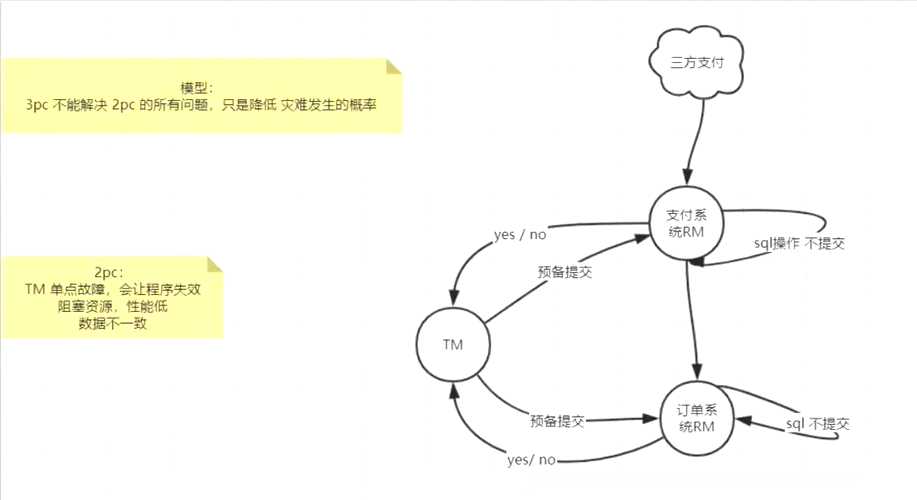 模型：
3pc 不能解决 2pc 的所有问题，只是降低 灾难发生的概率
2pc：
TM 单点故障，会让程序失效
阻塞资源，性能低
数据不一致
三方支付
支付系
统RM
yes / no
sql操作 不提交
预备提交
TM
预备提交
订单系
统RM
sql 不提交
yes/ no